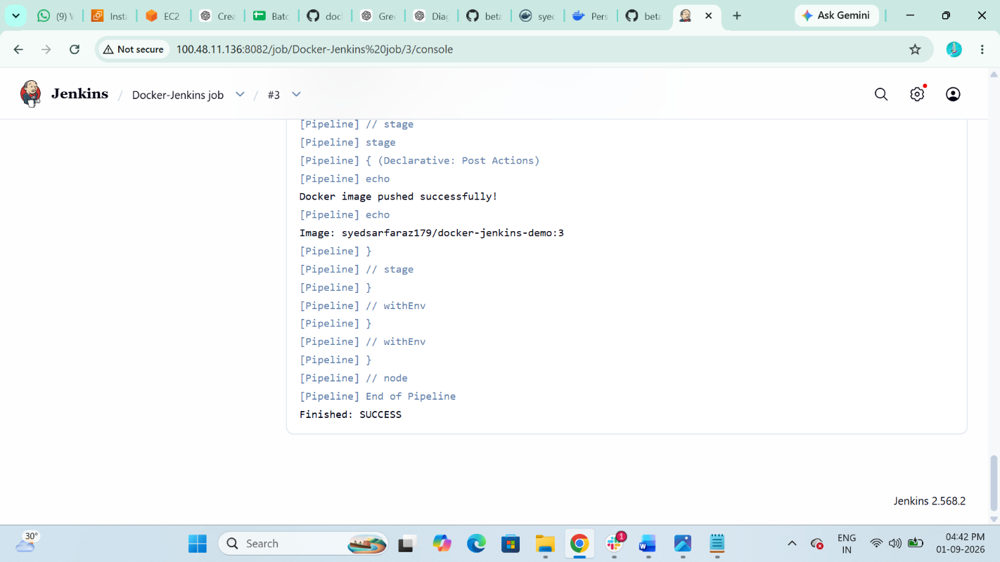 (9) W
Insta
EC2
Crea
Batc
doc
Gree
Diag
beta
syed
Pers
beta
Ask Gemini
Not secure
100.48.11.136:8082/job/Docker-Jenkins%20job/3/console
Jenkins / Docker-Jenkins job / #3
[Pipeline] // stage
[Pipeline] stage
[Pipeline] { (Declarative: Post Actions)
[Pipeline] echo
Docker image pushed successfully!
[Pipeline] echo
Image: syedsarfaraz179/docker-jenkins-demo:3
[Pipeline] }
[Pipeline] // stage
[Pipeline] }
[Pipeline] // withEnv
[Pipeline] }
[Pipeline] // withEnv
[Pipeline] }
[Pipeline] // node
[Pipeline] End of Pipeline
Finished: SUCCESS
Jenkins 2.568.2
30°
Search
1
ENG
IN
04:42 PM
01-09-2026